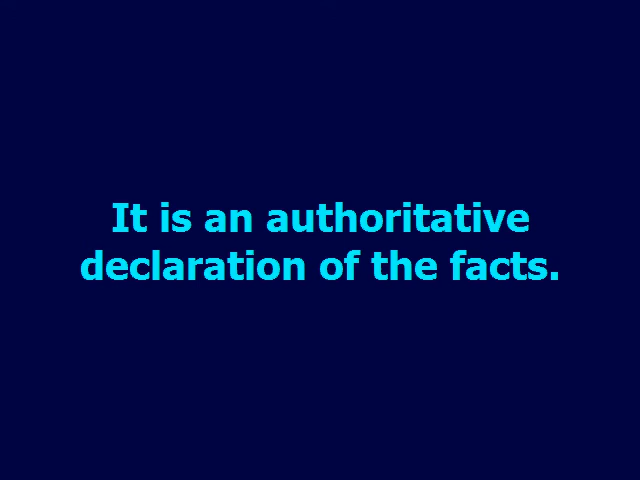 It is an authoritative
declaration of the facts.